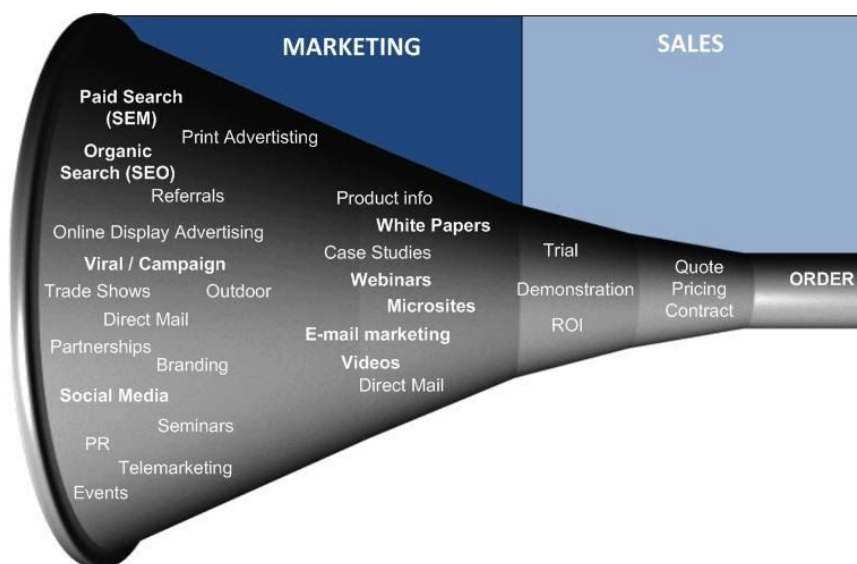 MARKETING
SALES
Paid Search
(SEM)
Print Advertisting
Organic
Search (SEO)
Referrals
Online Display Advertising
Viral / Campaign
Trade Shows
Outdoor
Direct Mail
Partnerships
Branding
Social Media
Seminars
PR
Telemarketing
Events
Product info
White Papers
Case Studies
Webinars
Microsites
E-mail marketing
Videos
Direct Mail
Trial
Demonstration
ROI
Quote
Pricing
Contract
ORDER